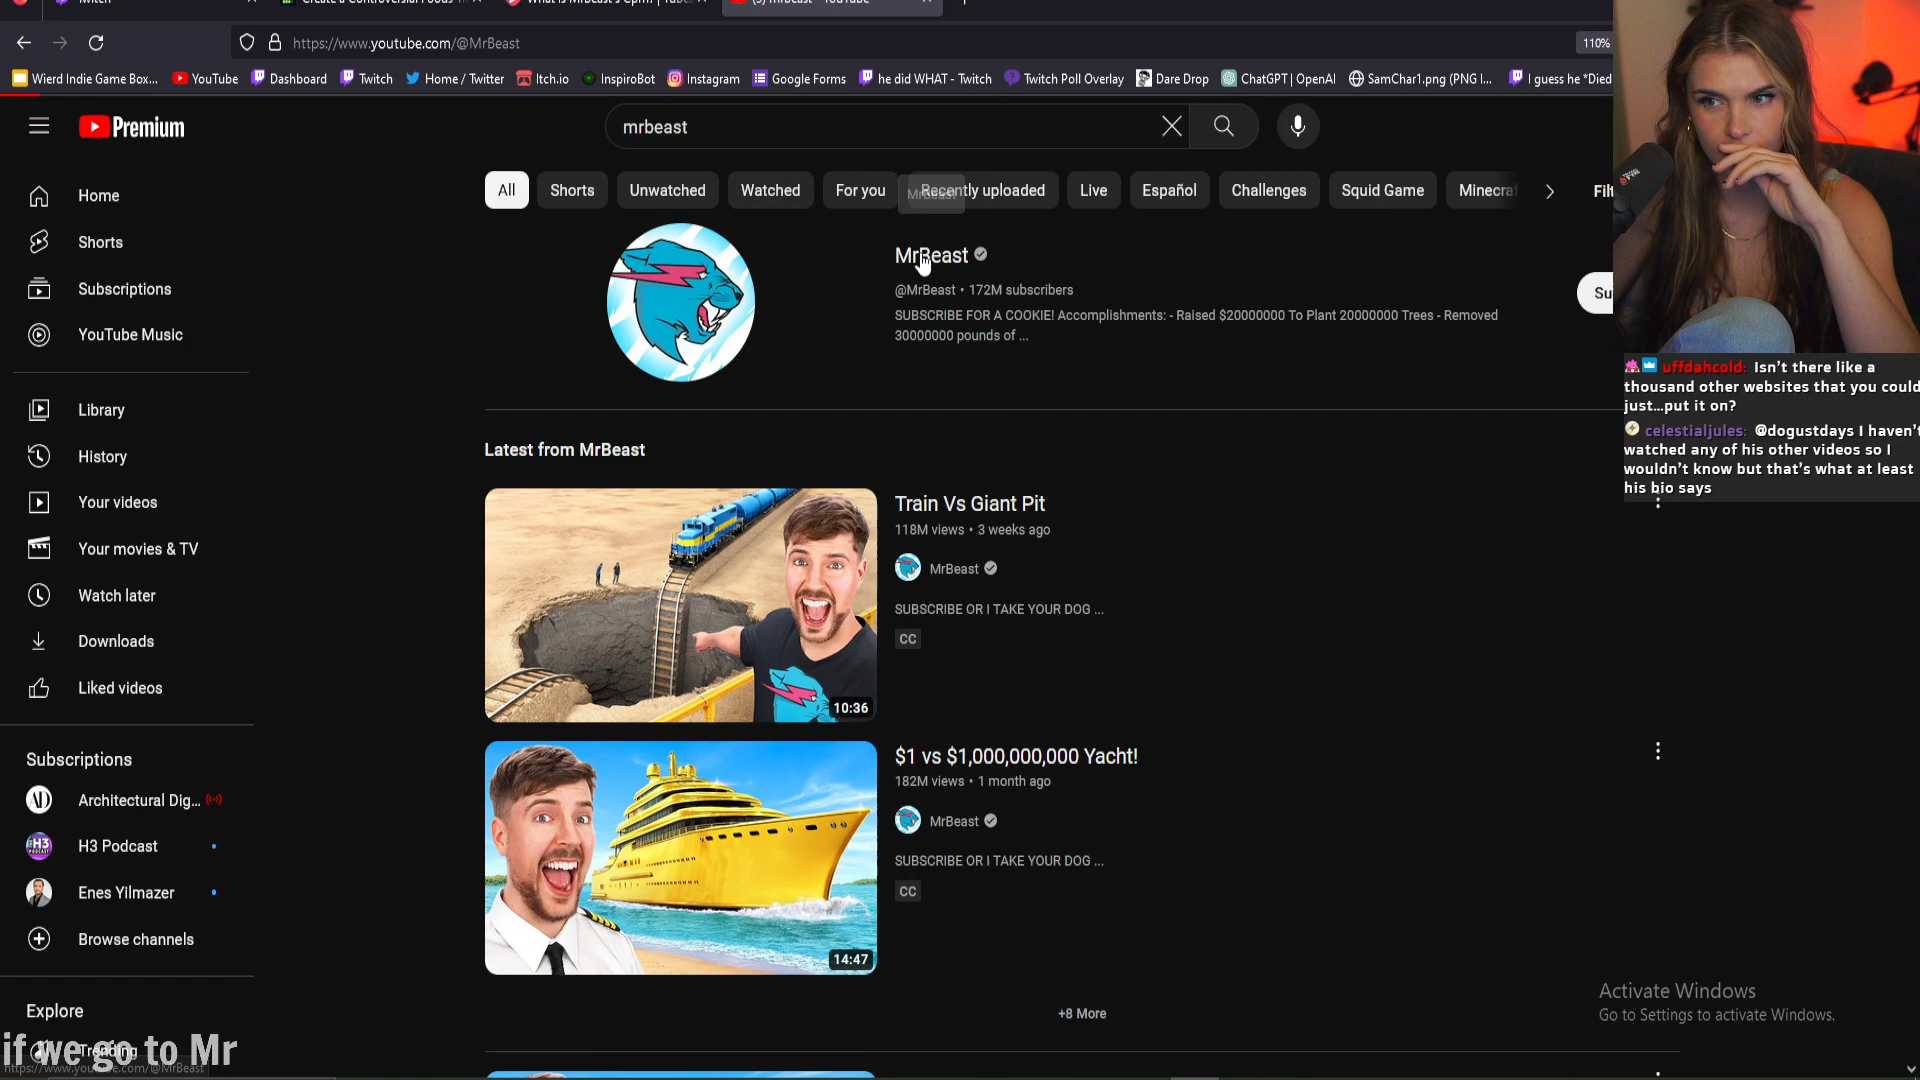 https://www.youtube.com/@MrBeast
110%
Wierd Indie Game Box...
YouTube
Dashboard
Twitch
Home / Twitter
Itch.io
InspiroBot
Instagram
Google Forms
he did WHAT - Twitch
Twitch Poll Overlay
Dare Drop
ChatGPT | OpenAI
SamChar1.png (PNG I...
I guess he *Died
Premium
mrbeast
Home
Shorts
Subscriptions
YouTube Music
Library
History
Your videos
Your movies & TV
Watch later
Downloads
Liked videos
Subscriptions
Architectural Dig...
H3 Podcast
Enes Yilmazer
Browse channels
Explore
Trending
if we go to Mr
https://www.youtube.com/@MrBeast
All
Shorts
Unwatched
Watched
For you
Recently uploaded
MrBeast
Live
Español
Challenges
Squid Game
Minecraf
Filt
MrBeast
@MrBeast • 172M subscribers
SUBSCRIBE FOR A COOKIE! Accomplishments: - Raised $20000000 To Plant 20000000 Trees - Removed
30000000 pounds of ...
Su
Latest from MrBeast
10:36
Train Vs Giant Pit
118M views • 3 weeks ago
MrBeast
SUBSCRIBE OR I TAKE YOUR DOG ...
CC
14:47
$1 vs $1,000,000,000 Yacht!
182M views • 1 month ago
MrBeast
SUBSCRIBE OR I TAKE YOUR DOG ...
CC
+8 More
uffdahcold: Isn't there like a
thousand other websites that you could
just...put it on?
celestialjules: @dogustdays I haven't
watched any of his other videos so I
wouldn't know but that's what at least
his bio says
Activate Windows
Go to Settings to activate Windows.